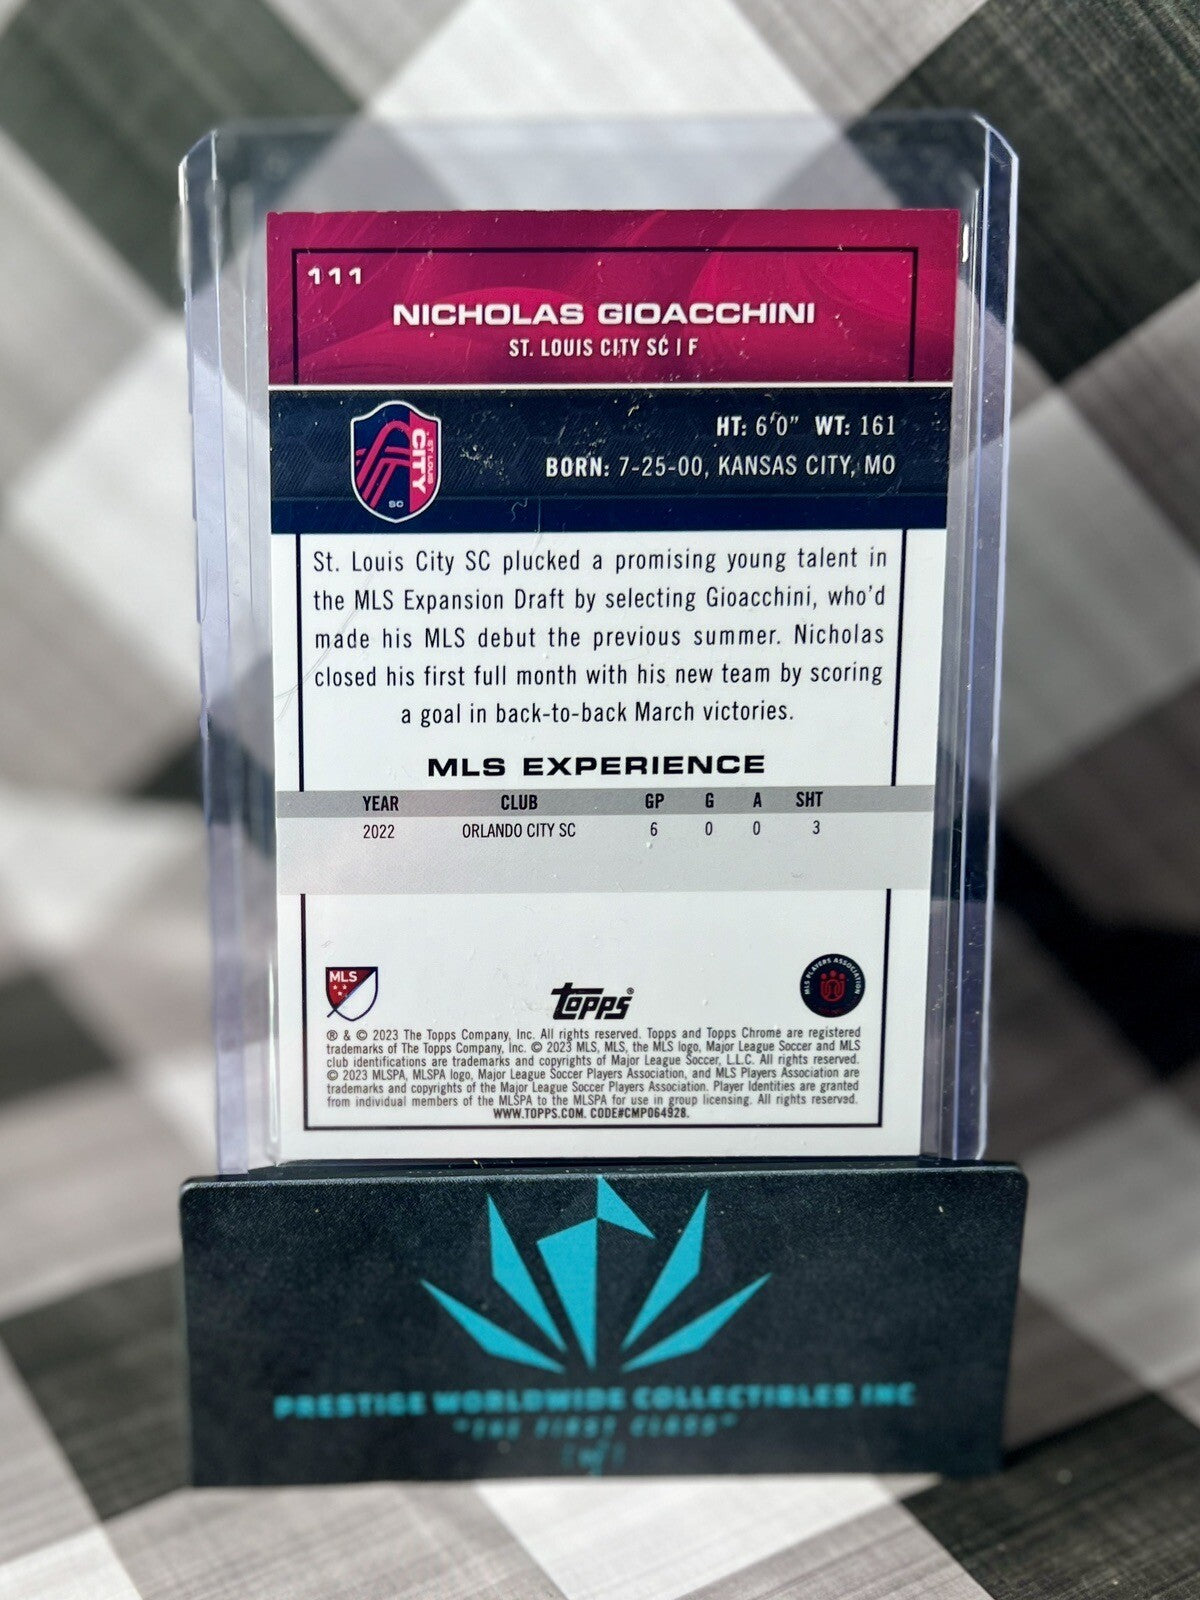 111
NICHOLAS GIOACCHINI
ST. LOUIS CITY SC | F
HT: 6'0" WT: 161
BORN: 7-25-00, KANSAS CITY, MO
ST. LOUIS
CITY
SC
St. Louis City SC plucked a promising young talent in
the MLS Expansion Draft by selecting Gioacchini, who'd
made his MLS debut the previous summer. Nicholas
closed his first full month with his new team by scoring
a goal in back-to-back March victories.
MLS EXPERIENCE
YEAR CLUB GP G A SHT
2022 ORLANDO CITY SC 6 0 0 3
MLS
topps®
MLS PLAYERS ASSOCIATION
® & © 2023 The Topps Company, Inc. All rights reserved. Topps and Topps Chrome are registered
trademarks of The Topps Company, Inc. © 2023 MLS, MLS, the MLS logo, Major League Soccer and MLS
club identifications are trademarks and copyrights of Major League Soccer, L.L.C. All rights reserved.
© 2023 MLSPA, MLSPA logo, Major League Soccer Players Association, and MLS Players Association are
trademarks and copyrights of the Major League Soccer Players Association. Player Identities are granted
from individual members of the MLSPA to the MLSPA for use in group licensing. All rights reserved.
WWW.TOPPS.COM. CODE#CMP064928.
PRESTIGE WORLDWIDE COLLECTIBLES INC
"THE FIRST CLASS"